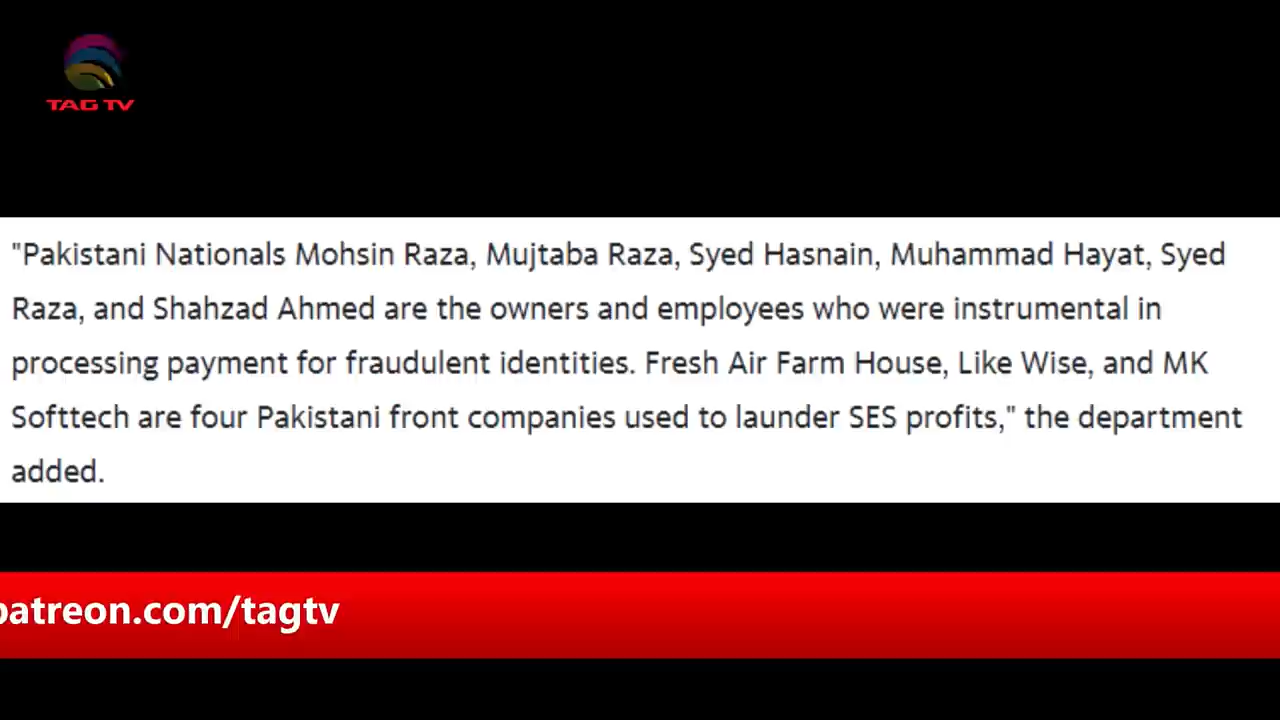 TAG TV
"Pakistani Nationals Mohsin Raza, Mujtaba Raza, Syed Hasnain, Muhammad Hayat, Syed
Raza, and Shahzad Ahmed are the owners and employees who were instrumental in
processing payment for fraudulent identities. Fresh Air Farm House, Like Wise, and MK
Softtech are four Pakistani front companies used to launder SES profits," the department
added.
patreon.com/tagtv